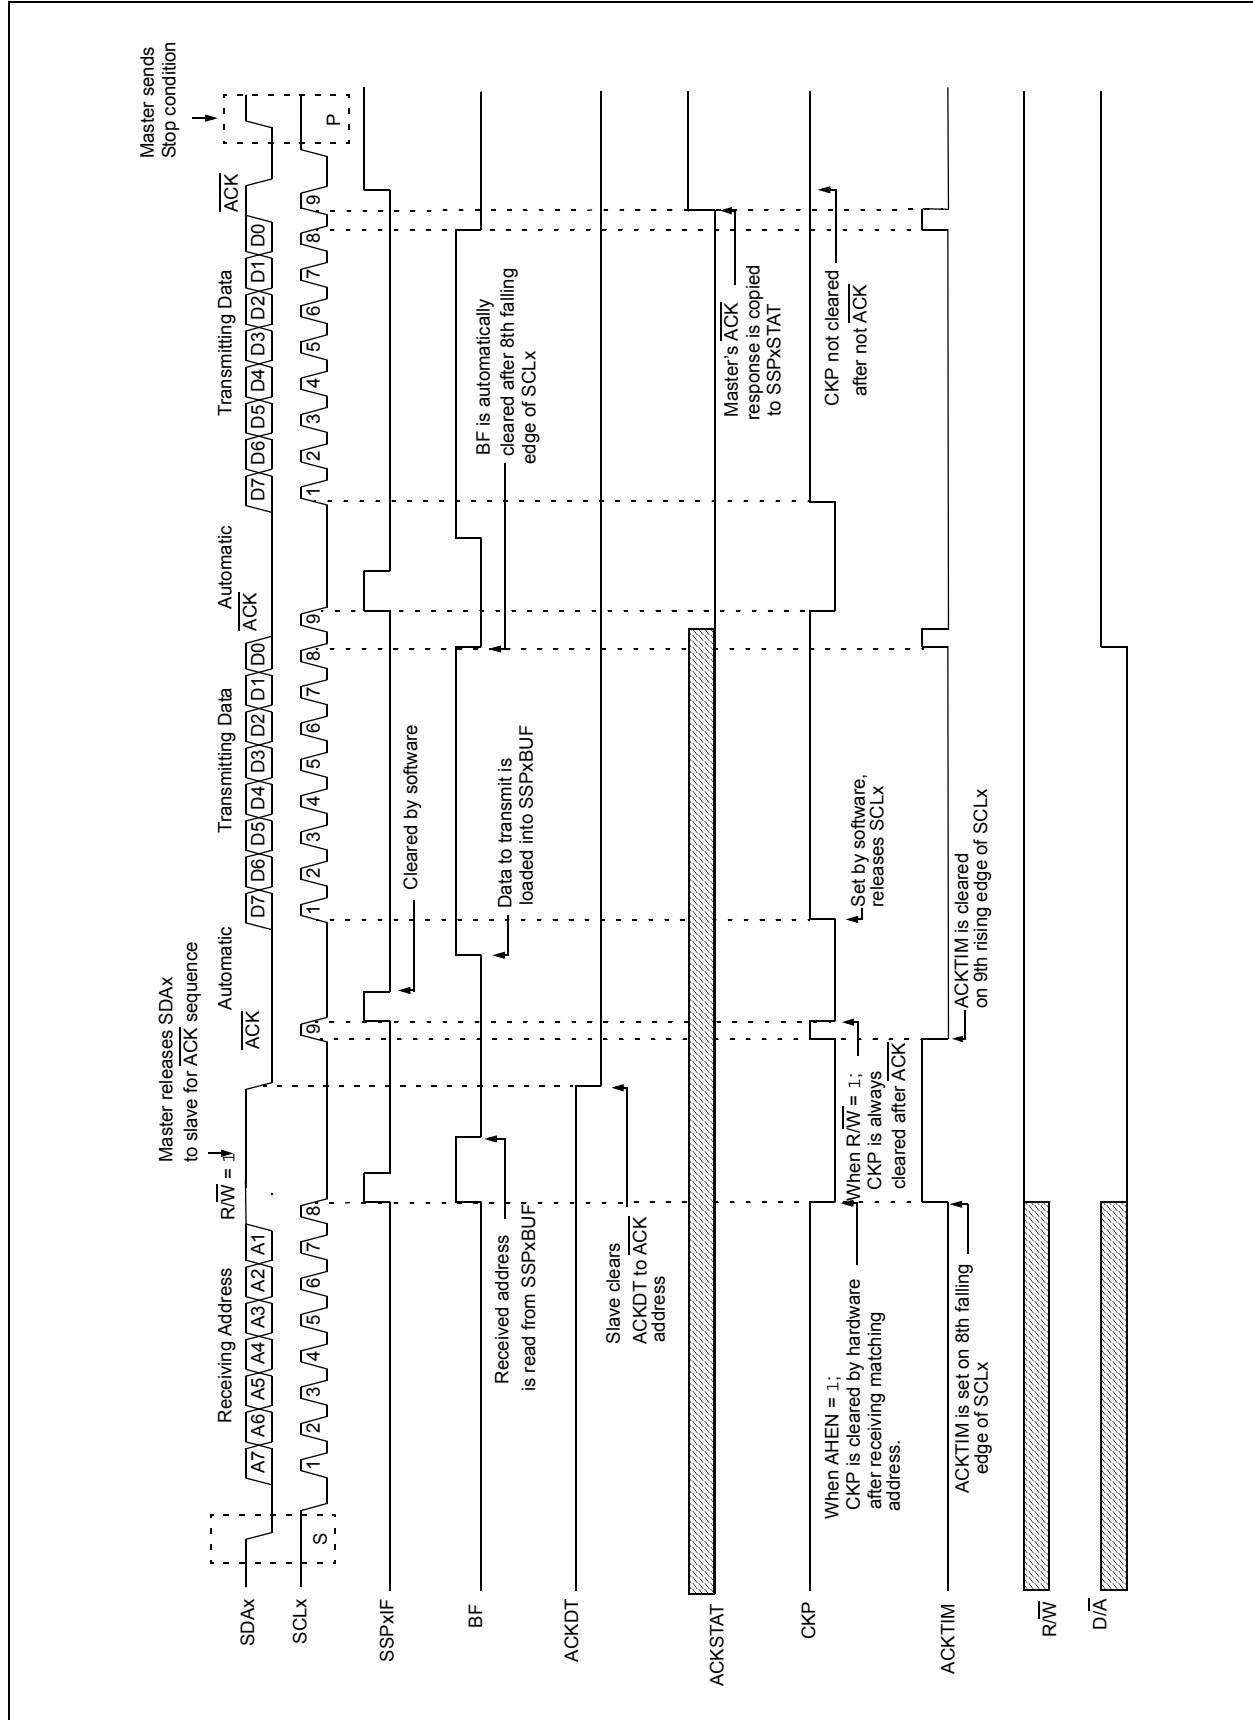 Master releases SDAx
to slave for A̅C̅K̅ sequence
Master sends
Stop condition
Receiving Address
R/W̅ = 1
Automatic
Transmitting Data
Automatic
Transmitting Data
A̅C̅K̅
A̅C̅K̅
A̅C̅K̅
SDAx
A7 A6 A5 A4 A3 A2 A1
D7 D6 D5 D4 D3 D2 D1 D0
D7 D6 D5 D4 D3 D2 D1 D0
SCLx
S
1 2 3 4 5 6 7 8 9
1 2 3 4 5 6 7 8 9
1 2 3 4 5 6 7 8 9
P
SSPxIF
Cleared by software
BF
Received address
is read from SSPxBUF
Data to transmit is
loaded into SSPxBUF
BF is automatically
cleared after 8th falling
edge of SCLx
ACKDT
Slave clears
ACKDT to A̅C̅K̅
address
ACKSTAT
Master's A̅C̅K̅
response is copied
to SSPxSTAT
CKP
When AHEN = 1;
CKP is cleared by hardware
after receiving matching
address.
When R/W̅ = 1;
CKP is always
cleared after A̅C̅K̅
Set by software,
releases SCLx
CKP not cleared
after not A̅C̅K̅
ACKTIM
ACKTIM is set on 8th falling
edge of SCLx
ACKTIM is cleared
on 9th rising edge of SCLx
R/W̅
D/A̅